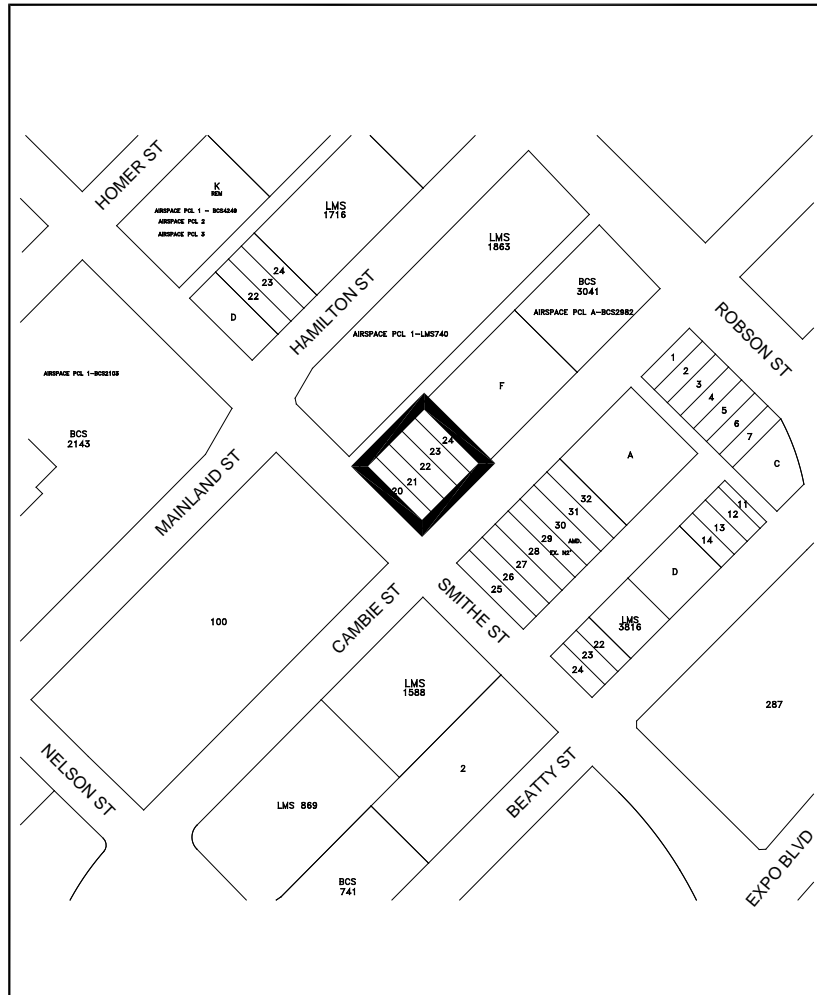 HOMER ST
K
REM
AIRSPACE PCL 1 - BCS4249
AIRSPACE PCL 2
AIRSPACE PCL 3
LMS
1716
24
23
22
D
HAMILTON ST
LMS
1863
AIRSPACE PCL 1-LMS740
BCS
3041
AIRSPACE PCL A-BCS2982
F
ROBSON ST
1
2
3
4
5
6
7
C
AIRSPACE PCL 1-BCS2103
BCS
2143
MAINLAND ST
24
23
22
21
20
A
32
31
30
29
28
27
26
25
AMD.
11
12
13
14
D
LMS
3816
22
23
24
SMITHE ST
CAMBIE ST
100
LMS
1588
287
2
NELSON ST
LMS 869
BEATTY ST
BCS
741
EXPO BLVD